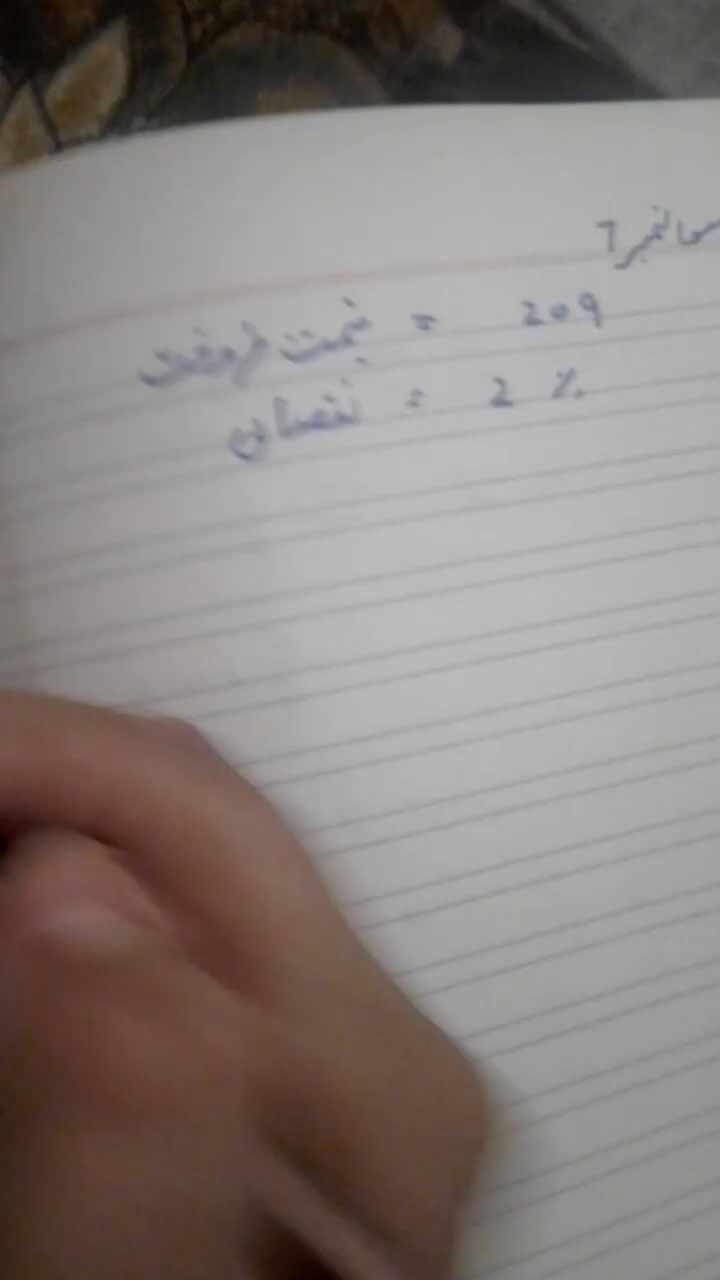 سوالنمبر 7
قیمت فروخت = 209
نقصان = 2 %